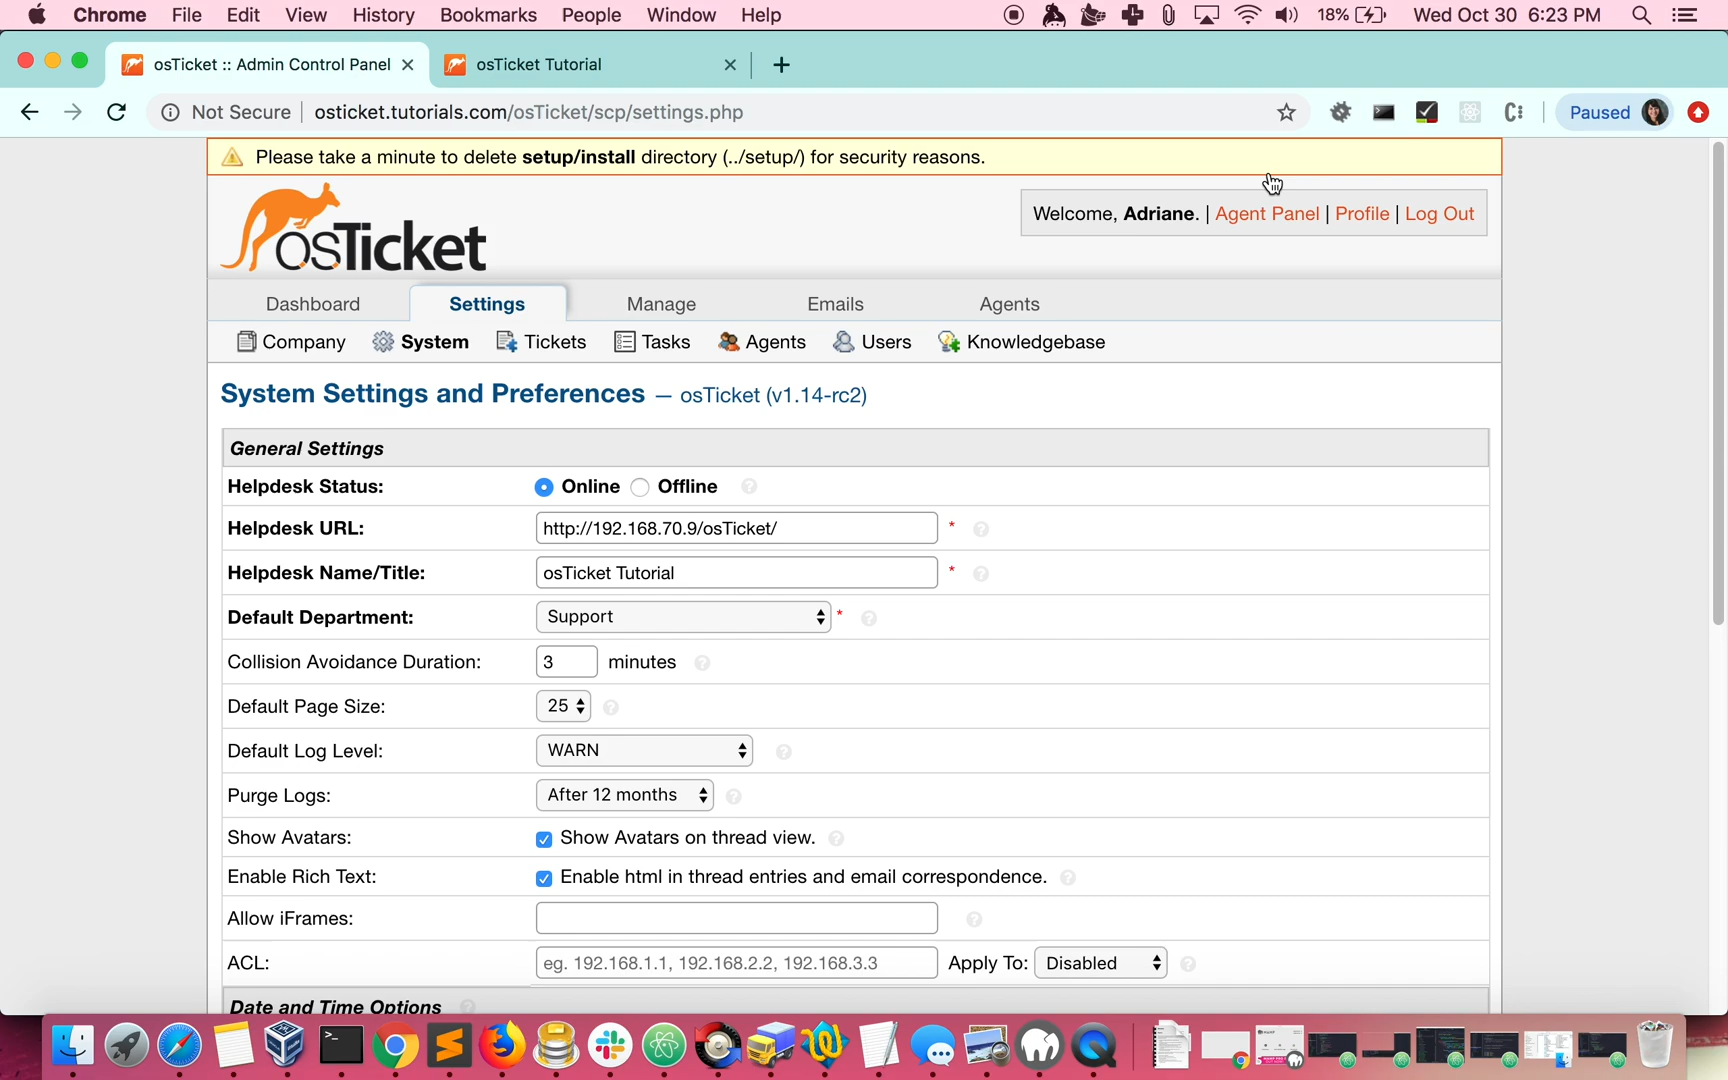 Chrome File Edit View History Bookmarks People Window Help 18% Wed Oct 30 6:23 PM
osTicket :: Admin Control Panel osTicket Tutorial
Not Secure osticket.tutorials.com/osTicket/scp/settings.php Paused
Please take a minute to delete setup/install directory (../setup/) for security reasons.
osTicket
Welcome, Adriane. | Agent Panel | Profile | Log Out
Dashboard Settings Manage Emails Agents
Company System Tickets Tasks Agents Users Knowledgebase
System Settings and Preferences — osTicket (v1.14-rc2)
General Settings
Helpdesk Status: Online Offline
Helpdesk URL: http://192.168.70.9/osTicket/ *
Helpdesk Name/Title: osTicket Tutorial *
Default Department: Support *
Collision Avoidance Duration: 3 minutes
Default Page Size: 25
Default Log Level: WARN
Purge Logs: After 12 months
Show Avatars: Show Avatars on thread view.
Enable Rich Text: Enable html in thread entries and email correspondence.
Allow iFrames:
ACL: eg. 192.168.1.1, 192.168.2.2, 192.168.3.3 Apply To: Disabled
Date and Time Options